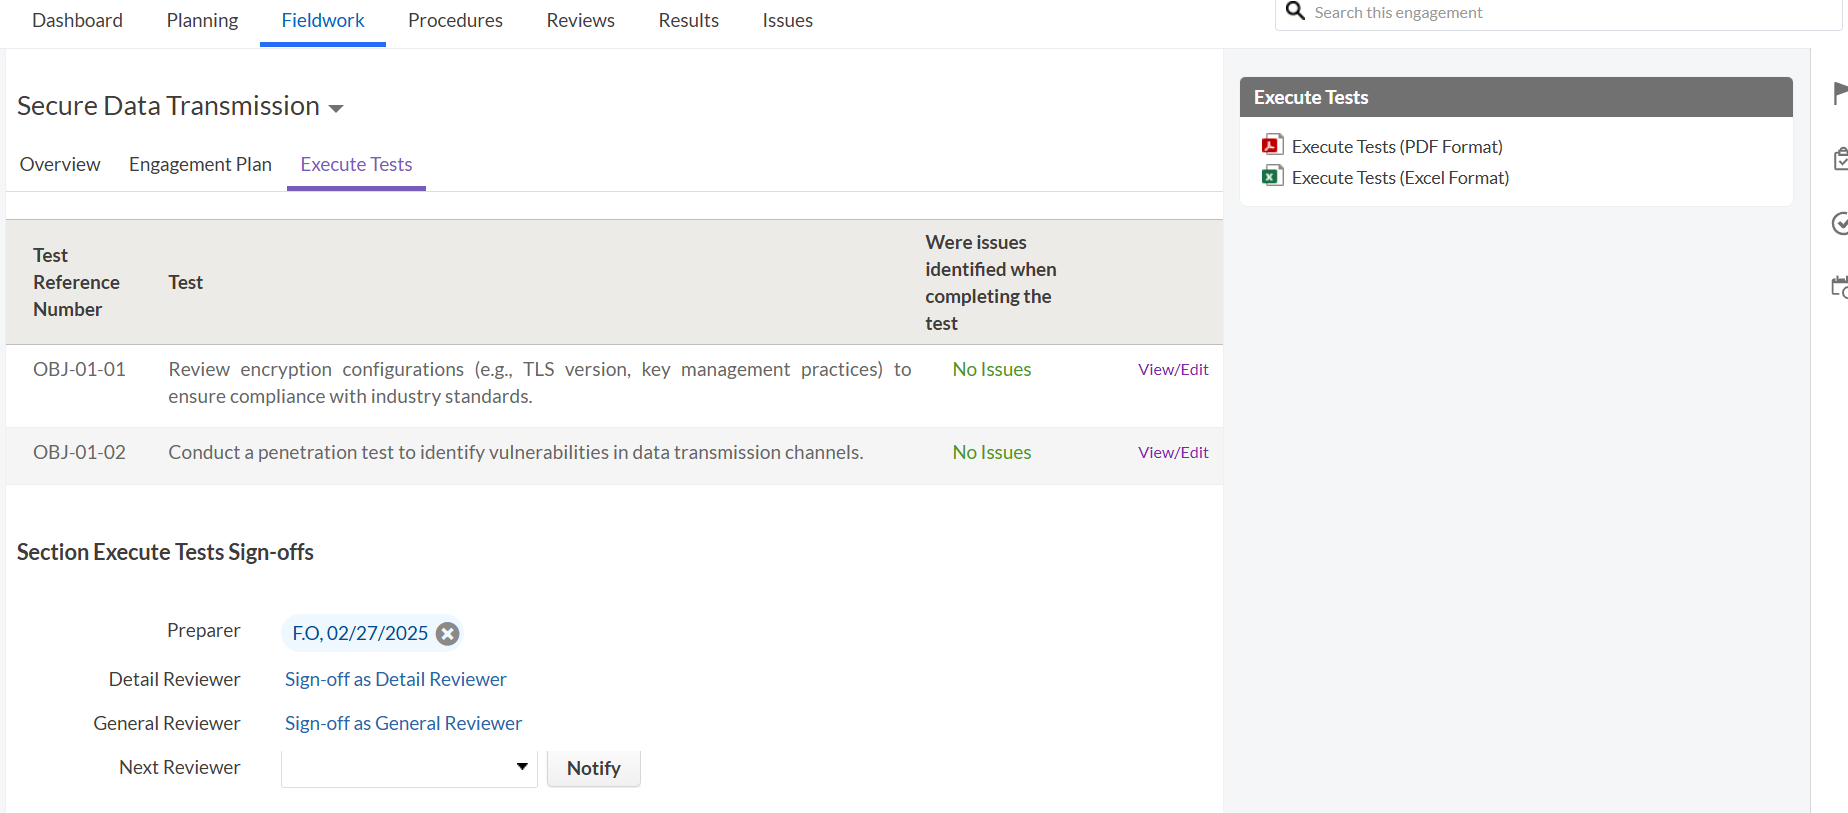 Dashboard Planning Fieldwork Procedures Reviews Results Issues
Search this engagement
Secure Data Transmission
Overview Engagement Plan Execute Tests
Test Reference Number
Test
Were issues identified when completing the test
OBJ-01-01
Review encryption configurations (e.g., TLS version, key management practices) to
ensure compliance with industry standards.
No Issues
View/Edit
OBJ-01-02
Conduct a penetration test to identify vulnerabilities in data transmission channels.
No Issues
View/Edit
Section Execute Tests Sign-offs
Preparer F.O, 02/27/2025
Detail Reviewer Sign-off as Detail Reviewer
General Reviewer Sign-off as General Reviewer
Next Reviewer Notify
Execute Tests
Execute Tests (PDF Format)
Execute Tests (Excel Format)